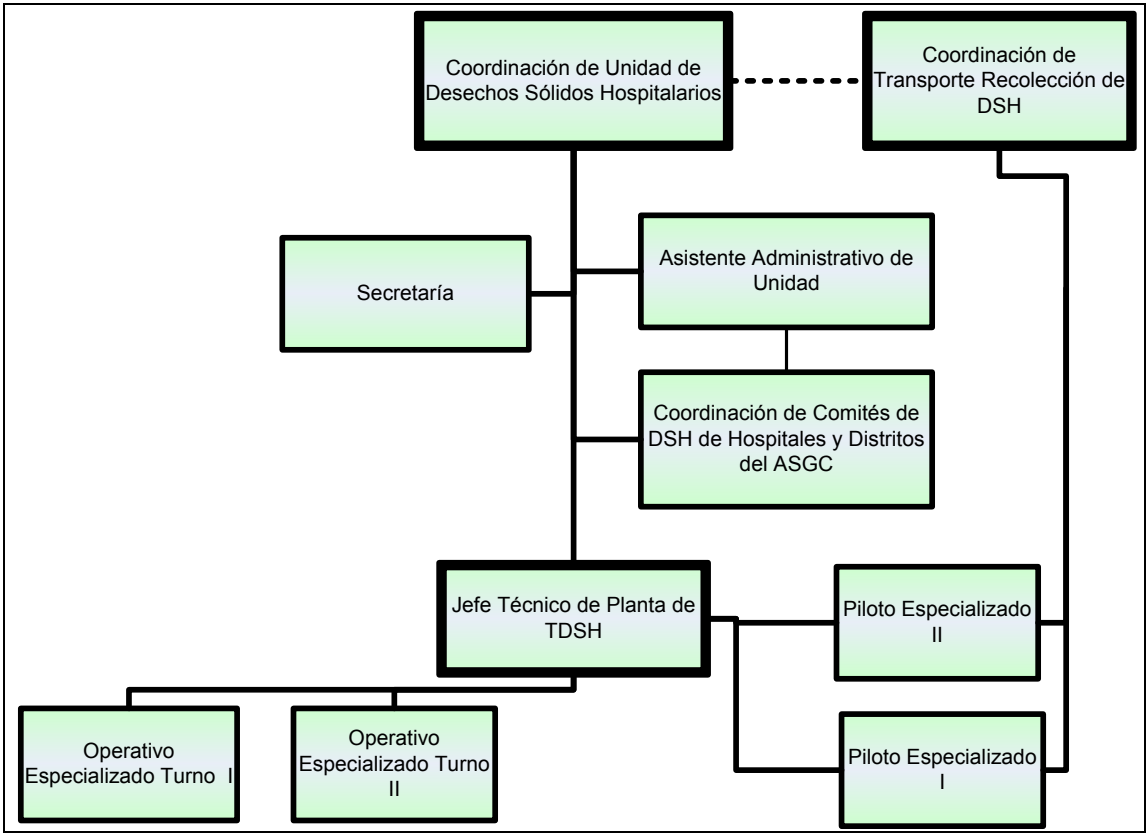 Coordinación de Unidad de
Desechos Sólidos Hospitalarios
Coordinación de
Transporte Recolección de
DSH
Secretaría
Asistente Administrativo de
Unidad
Coordinación de Comités de
DSH de Hospitales y Distritos
del ASGC
Jefe Técnico de Planta de
TDSH
Piloto Especializado
II
Operativo
Especializado Turno I
Operativo
Especializado Turno
II
Piloto Especializado
I